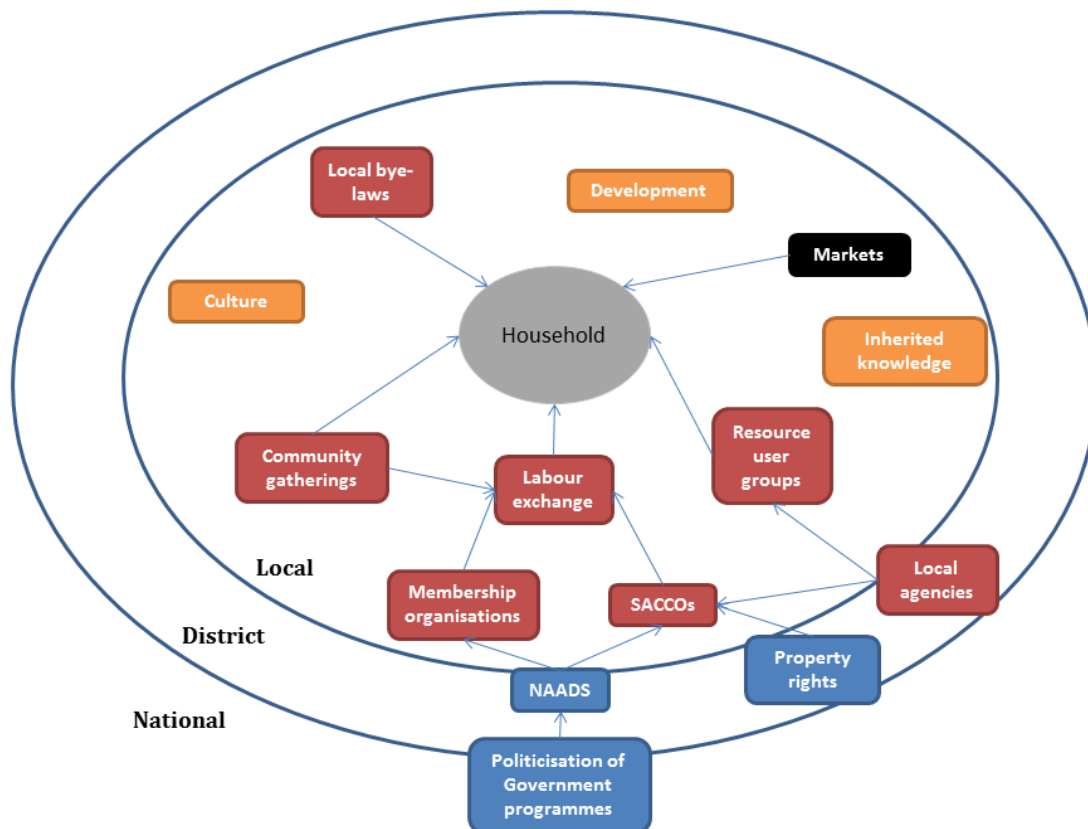 Local bye-
laws
Development
Markets
Culture
Household
Inherited
knowledge
Community
gatherings
Labour
exchange
Resource
user
groups
Local
Membership
organisations
SACCOs
Local
agencies
District
Property
rights
NAADS
National
Politicisation of
Government
programmes